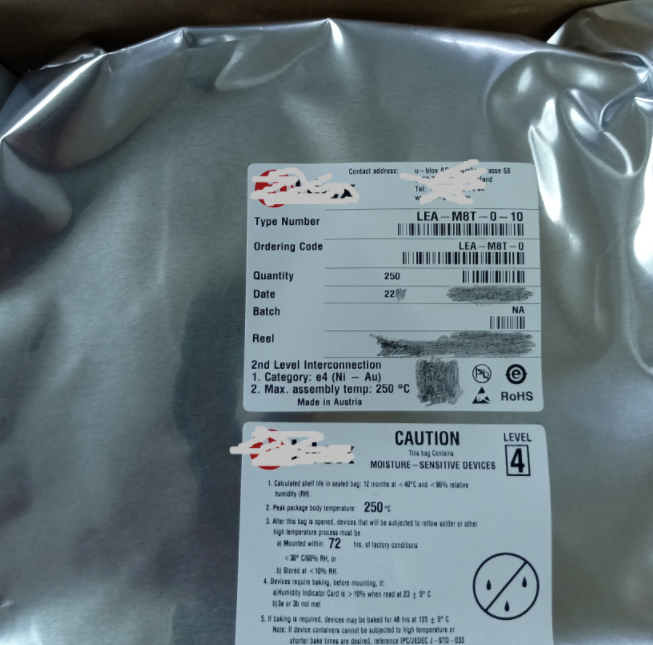 Contact address: u-blox
Type Number LEA-M8T-0-10
Ordering Code LEA-M8T-0
Quantity 250
Date 22
Batch NA
Reel
2nd Level Interconnection
1. Category: e4 (Ni - Au)
2. Max. assembly temp: 250 °C
Made in Austria
RoHS
CAUTION
This bag Contains
MOISTURE-SENSITIVE DEVICES
LEVEL
4
1. Calculated shelf life in sealed bag: 12 months at <40°C and <90% relative
humidity (RH).
2. Peak package body temperature: 250 °C
3. After this bag is opened, devices that will be subjected to reflow solder or other
high temperature process must be
a) Mounted within 72 hrs. of factory conditions
<30° C/60% RH, or
b) Stored at <10% RH.
4. Devices require baking, before mounting, if:
a)Humidity Indicator Card is >10% when read at 23 ± 5° C
b)3a or 3b not met
5. If baking is required, devices may be baked for 48 hrs at 125 ± 5° C
Note: If device containers cannot be subjected to high temperature or
shorter bake times are desired, reference IPC/JEDEC J-STD-033